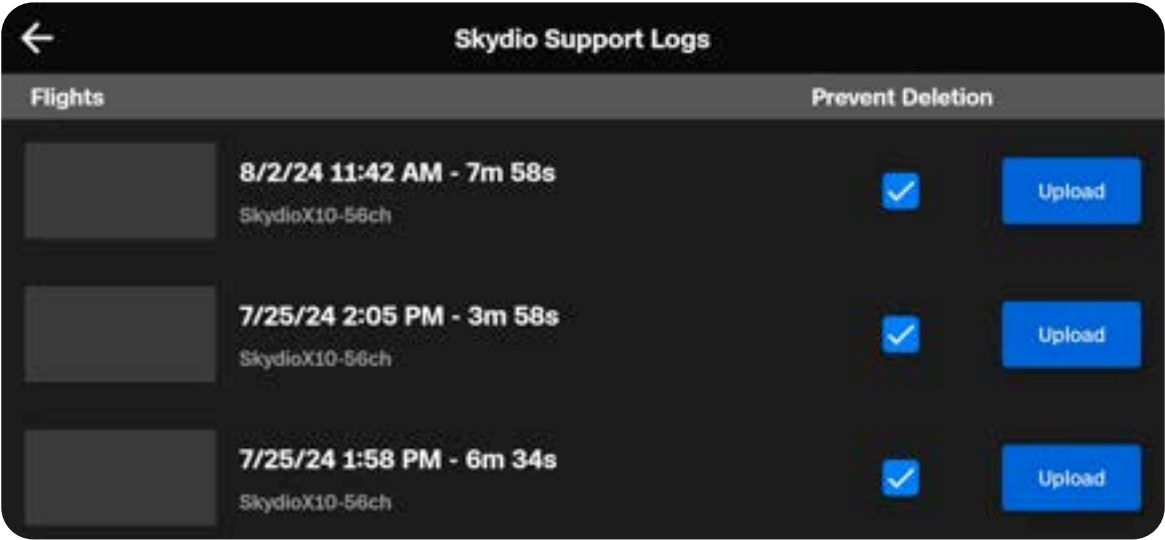 Skydio Support Logs
Flights Prevent Deletion
8/2/24 11:42 AM - 7m 58s
SkydioX10-56ch
Upload
7/25/24 2:05 PM - 3m 58s
SkydioX10-56ch
Upload
7/25/24 1:58 PM - 6m 34s
SkydioX10-56ch
Upload